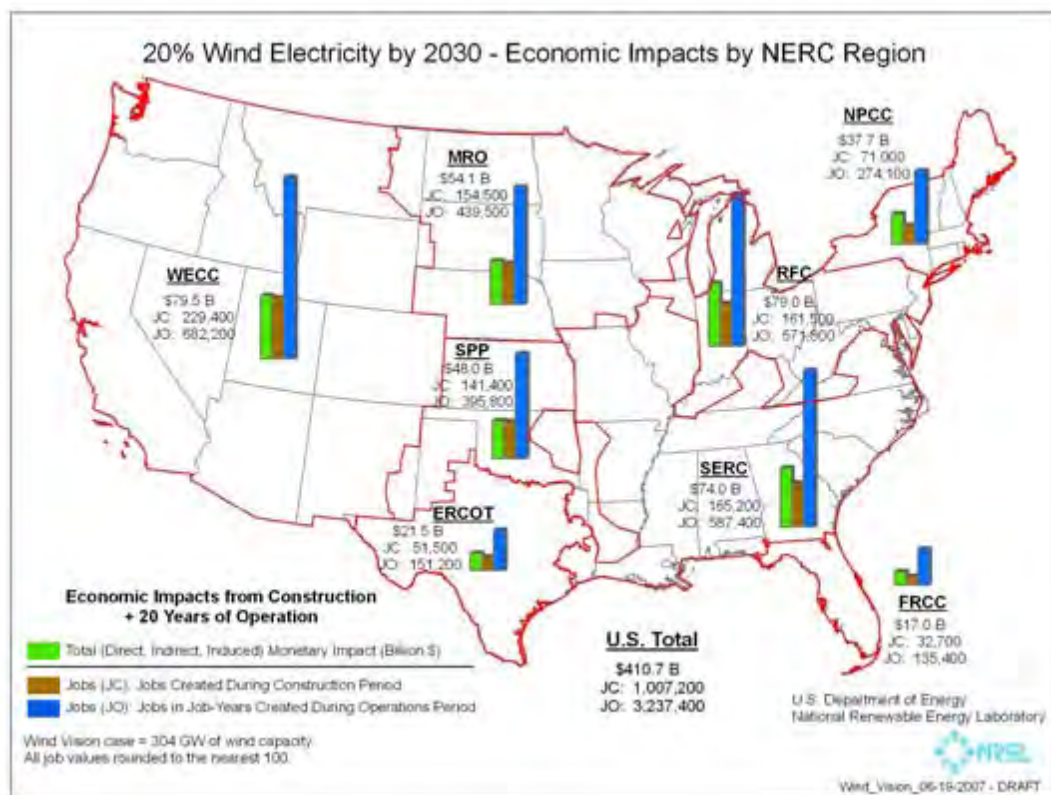 20% Wind Electricity by 2030 - Economic Impacts by NERC Region
NPCC
$37.7 B
JC: 71,000
JO: 274,100
MRO
$54.1 B
JC: 154,500
JO: 439,500
WECC
$79.5 B
JC: 229,400
JO: 682,200
RFC
$79.0 B
JC: 161,500
JO: 571,800
SPP
$48.0 B
JC: 141,400
JO: 395,800
SERC
$74.0 B
JC: 165,200
JO: 587,400
ERCOT
$21.5 B
JC: 51,500
JO: 151,200
FRCC
$17.0 B
JC: 32,700
JO: 135,400
Economic Impacts from Construction
+ 20 Years of Operation
Total (Direct, Indirect, Induced) Monetary Impact (Billion $)
Jobs (JC): Jobs Created During Construction Period
Jobs (JO): Jobs in Job-Years Created During Operations Period
Wind Vision case = 304 GW of wind capacity.
All job values rounded to the nearest 100.
U.S. Total
$410.7 B
JC: 1,007,200
JO: 3,237,400
U.S. Department of Energy
National Renewable Energy Laboratory
NREL
Wind_Vision_06-19-2007 - DRAFT